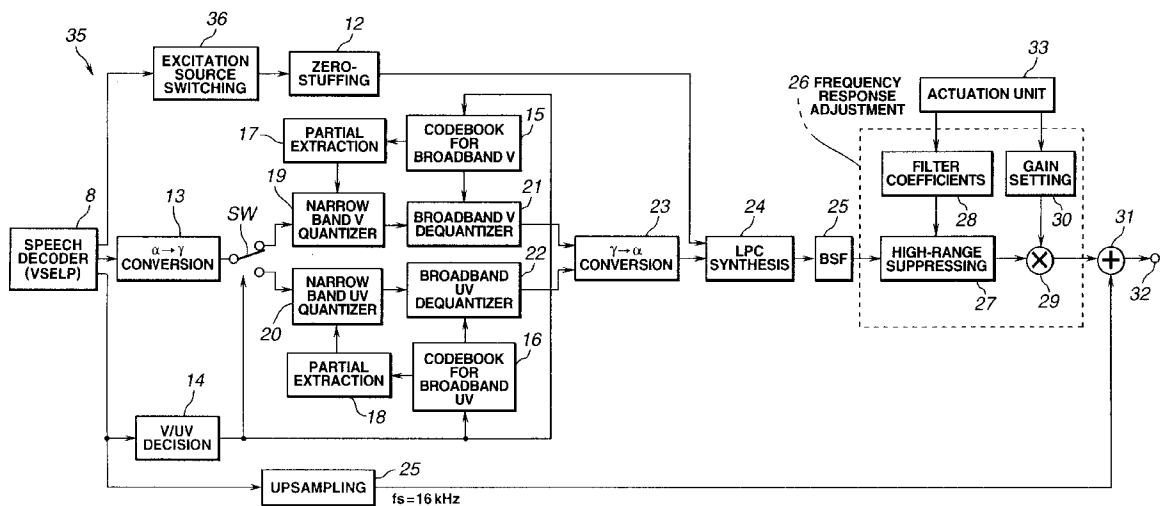 35
36
EXCITATION
SOURCE
SWITCHING
12
ZERO-
STUFFING
33
ACTUATION UNIT
26 FREQUENCY
RESPONSE
ADJUSTMENT
17
PARTIAL
EXTRACTION
CODEBOOK
FOR
BROADBAND V
15
FILTER
COEFFICIENTS
28
GAIN
SETTING
30
8
SPEECH
DECODER
(VSELP)
13
α→γ
CONVERSION
SW
19
NARROW
BAND V
QUANTIZER
21
BROADBAND V
DEQUANTIZER
23
γ→α
CONVERSION
24
LPC
SYNTHESIS
25
BSF
HIGH-RANGE
SUPPRESSING
27
×
29
31
+
32
NARROW
BAND UV
QUANTIZER
20
22
BROADBAND
UV
DEQUANTIZER
PARTIAL
EXTRACTION
18
16
CODEBOOK
FOR
BROADBAND
UV
14
V/UV
DECISION
UPSAMPLING
25
fs=16 kHz